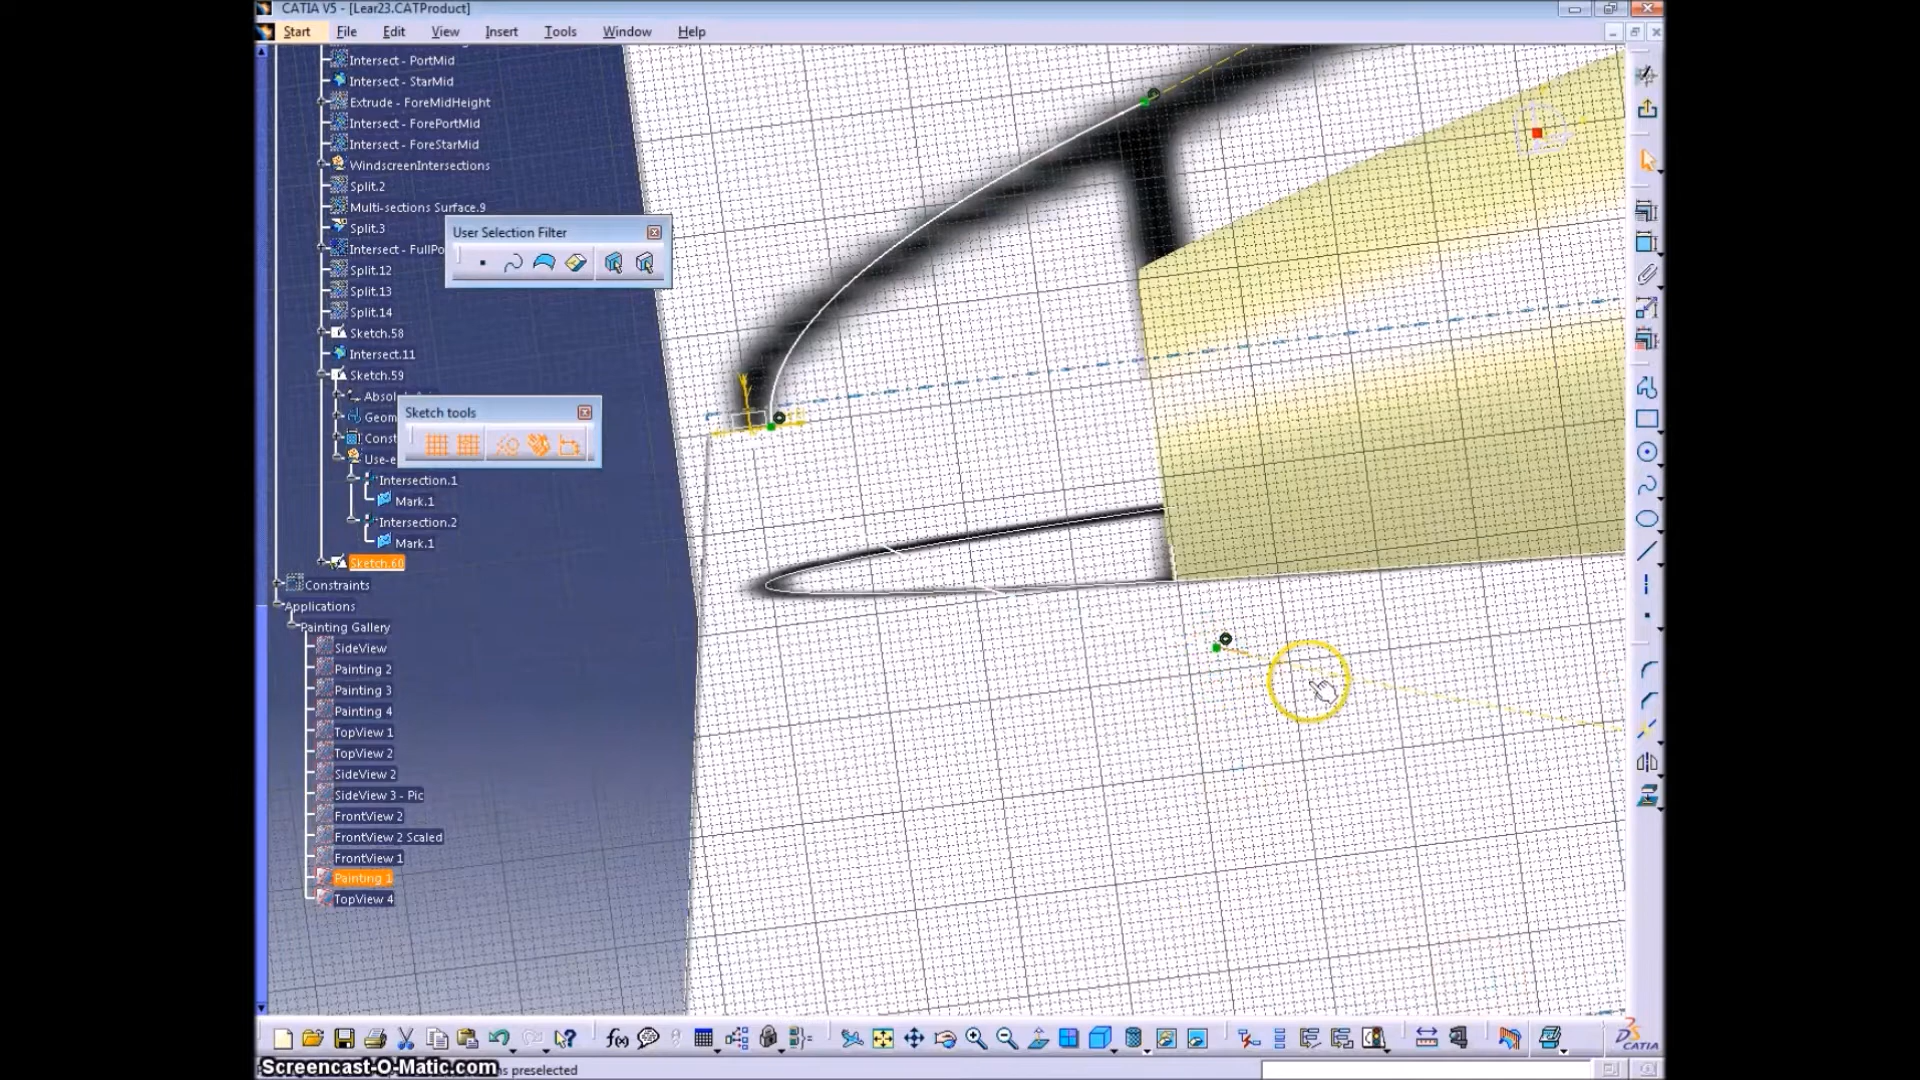 CATIA V5 - [Lear23.CATProduct]
Start File Edit View Insert Tools Window Help
Intersect - PortMid
Intersect - StarMid
Extrude - ForeMidHeight
Intersect - ForePortMid
Intersect - ForeStarMid
WindscreenIntersections
Split.2
Multi-sections Surface.9
Split.3
User Selection Filter
Intersect - FullPo
Split.12
Split.13
Split.14
Sketch.58
Intersect.11
Sketch.59
Sketch tools
Intersection.1
Mark.1
Intersection.2
Mark.1
Sketch.60
Constraints
Applications
Painting Gallery
SideView
Painting 2
Painting 3
Painting 4
TopView 1
TopView 2
SideView 2
SideView 3 - Pic
FrontView 2
FrontView 2 Scaled
FrontView 1
Painting 1
TopView 4
CATIA
Screencast-O-Matic.com
preselected